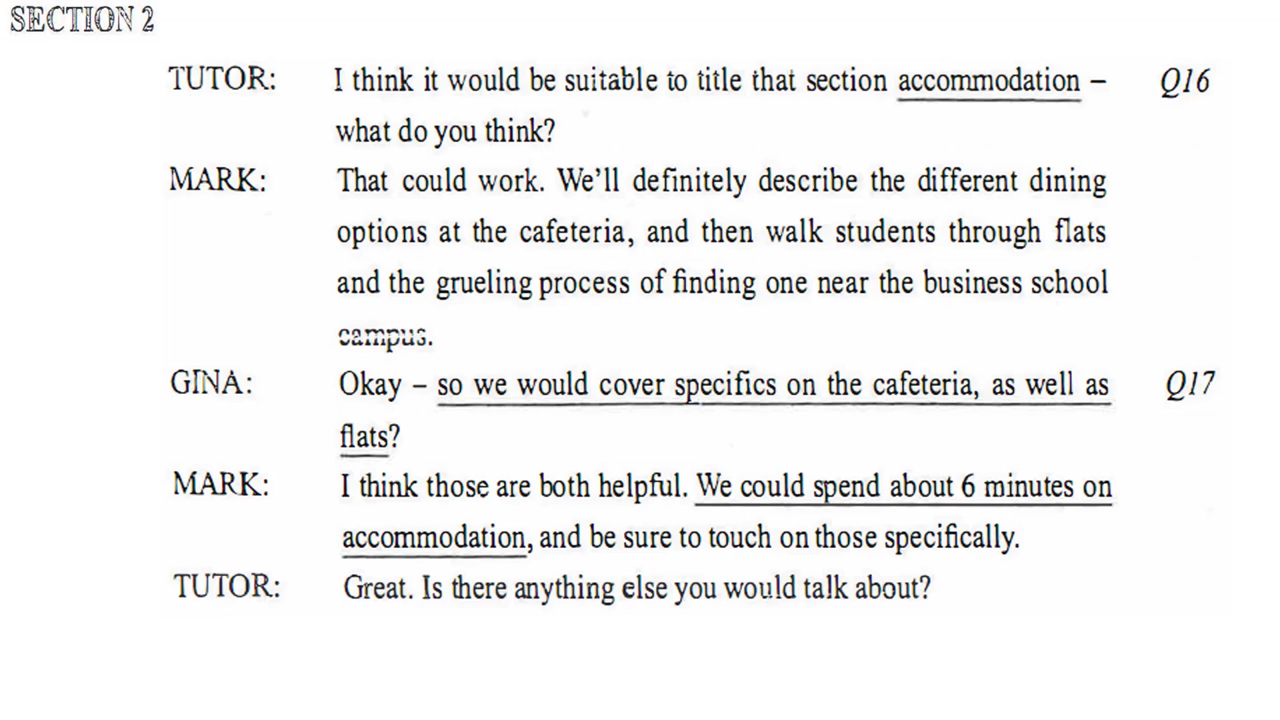 SECTION 2
TUTOR: I think it would be suitable to title that section accommodation – Q16
what do you think?
MARK: That could work. We'll definitely describe the different dining
options at the cafeteria, and then walk students through flats
and the grueling process of finding one near the business school
campus.
GINA: Okay – so we would cover specifics on the cafeteria, as well as Q17
flats?
MARK: I think those are both helpful. We could spend about 6 minutes on
accommodation, and be sure to touch on those specifically.
TUTOR: Great. Is there anything else you would talk about?